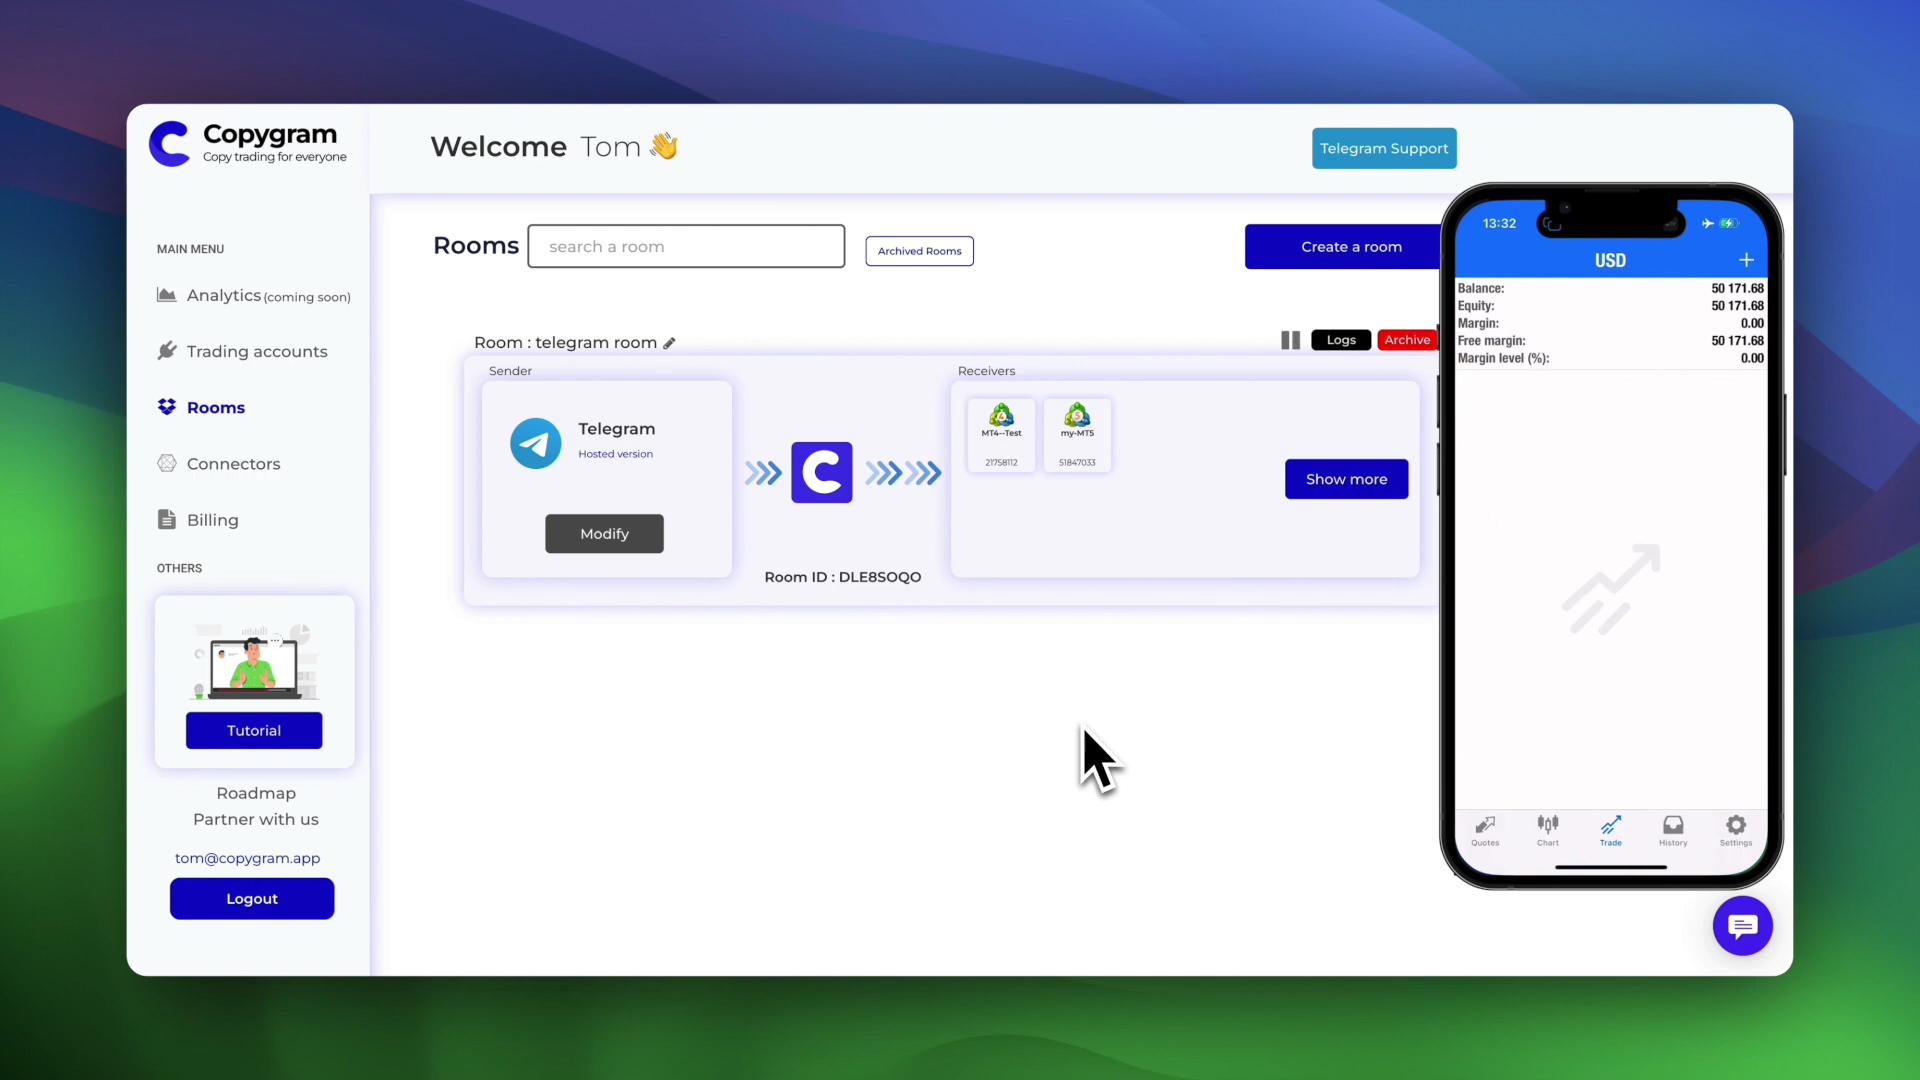 Copygram
Copy trading for everyone
Welcome Tom 👋
Telegram Support
MAIN MENU
Analytics (coming soon)
Trading accounts
Rooms
Connectors
Billing
OTHERS
Tutorial
Roadmap
Partner with us
tom@copygram.app
Logout
Rooms
search a room
Archived Rooms
Create a room
Room : telegram room
Logs
Archive
Sender
Telegram
Hosted version
Modify
Room ID : DLE8SOQO
Receivers
MT4--Test
21758112
my-MT5
51847033
Show more
13:32
USD
Balance: 50 171.68
Equity: 50 171.68
Margin: 0.00
Free margin: 50 171.68
Margin level (%): 0.00
Quotes
Chart
Trade
History
Settings